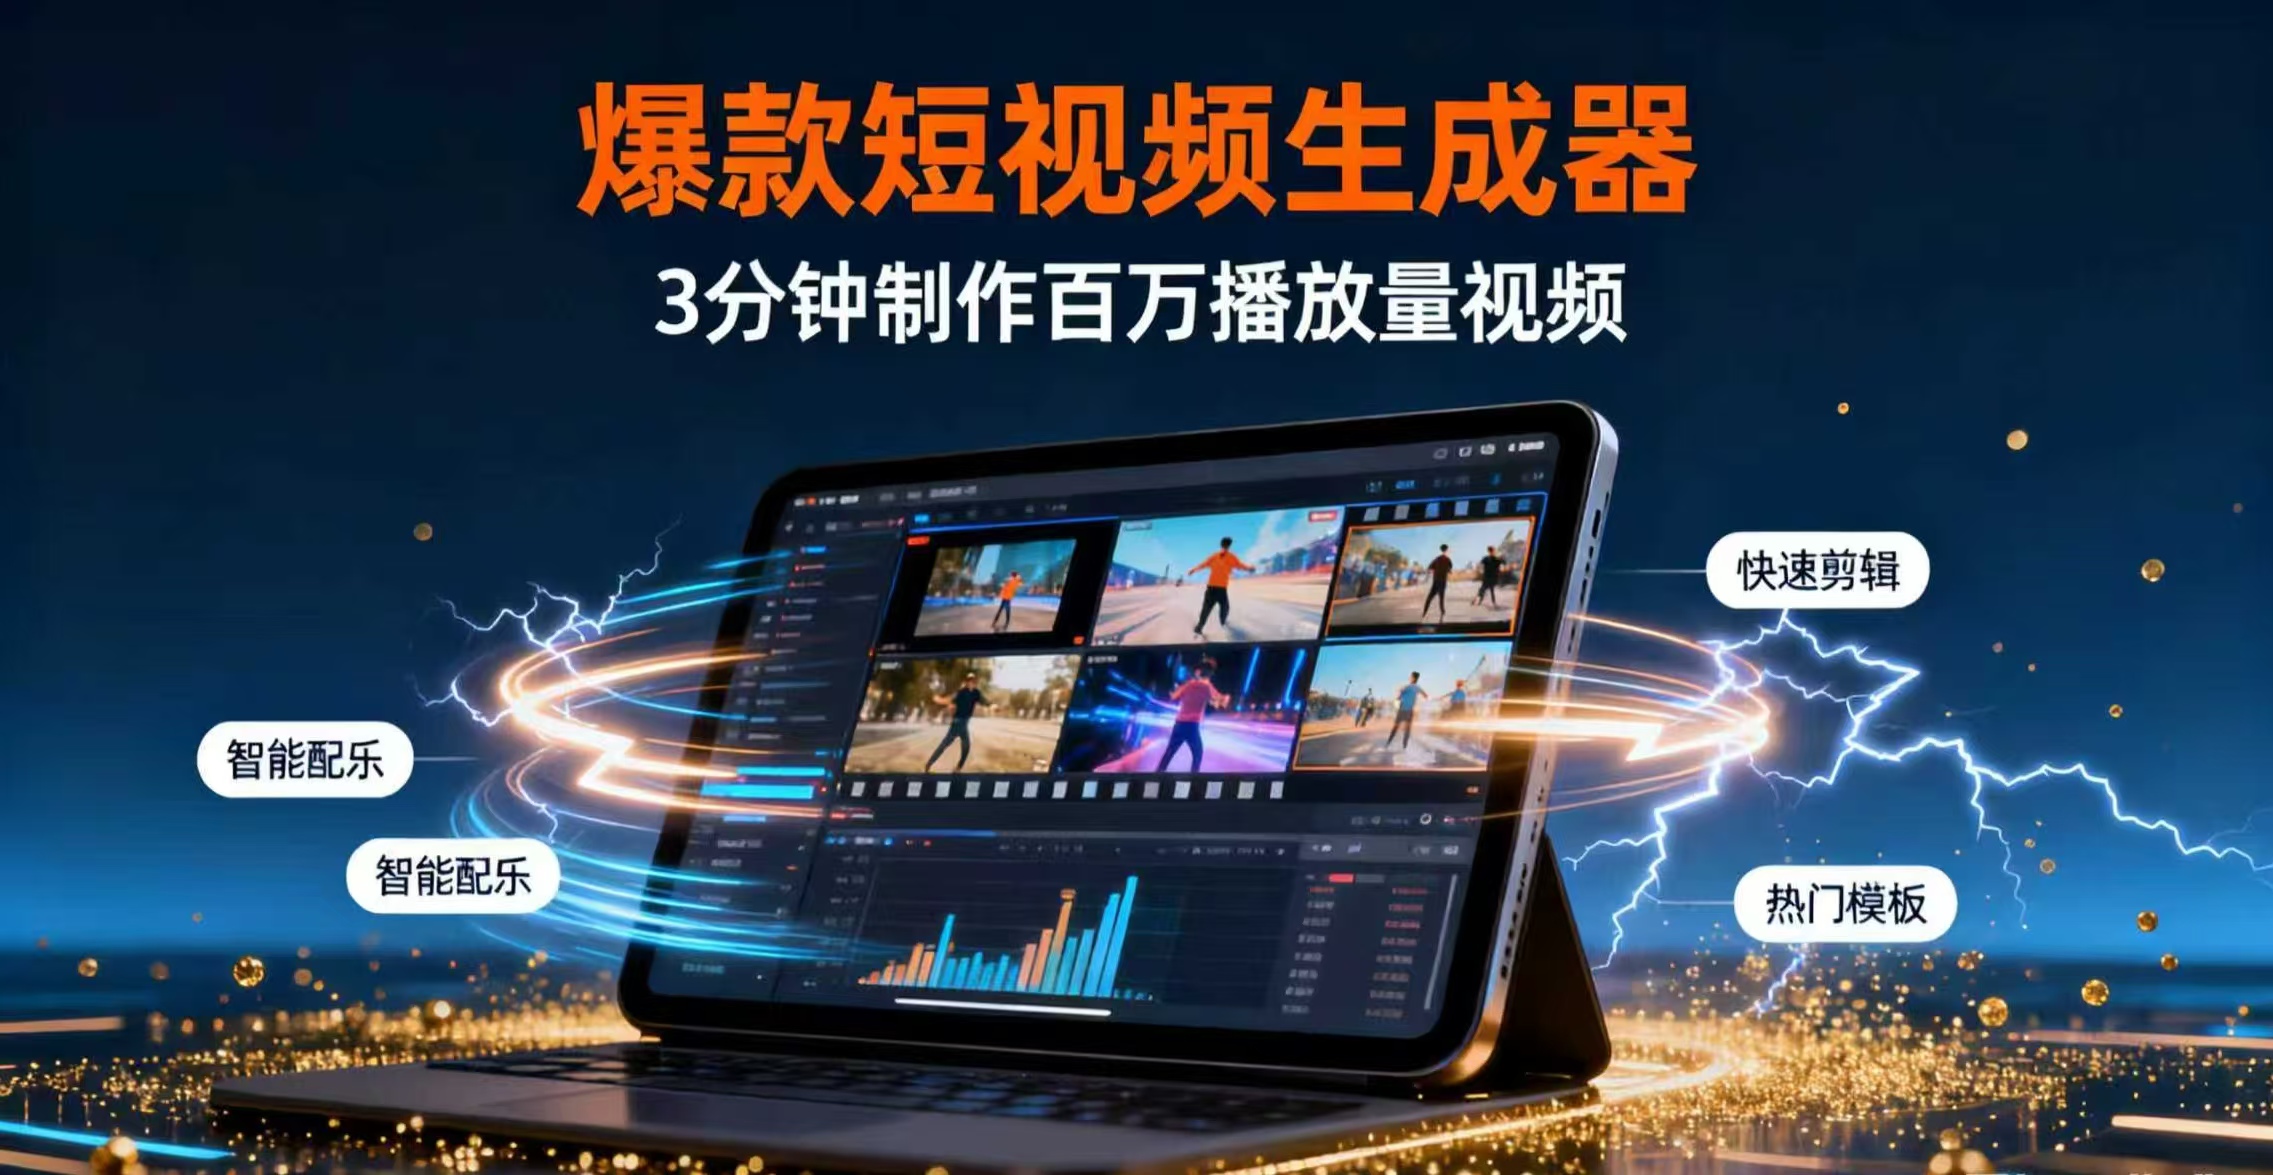 爆款短视频生成器
3分钟制作百万播放量视频
快速剪辑
智能配乐
智能配乐
热门模板